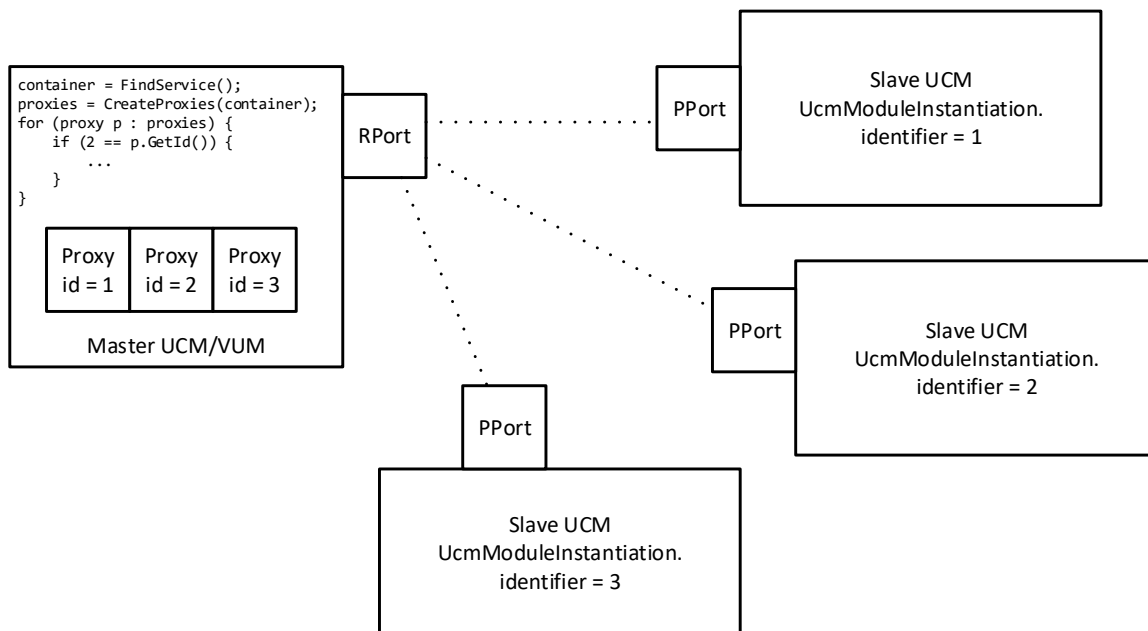 container = FindService();
proxies = CreateProxies(container);
for (proxy p : proxies) {
    if (2 == p.GetId()) {
        ...
    }
}
Proxy
id = 1
Proxy
id = 2
Proxy
id = 3
Master UCM/VUM
RPort
PPort
Slave UCM
UcmModuleInstantiation.
identifier = 1
PPort
Slave UCM
UcmModuleInstantiation.
identifier = 2
PPort
Slave UCM
UcmModuleInstantiation.
identifier = 3